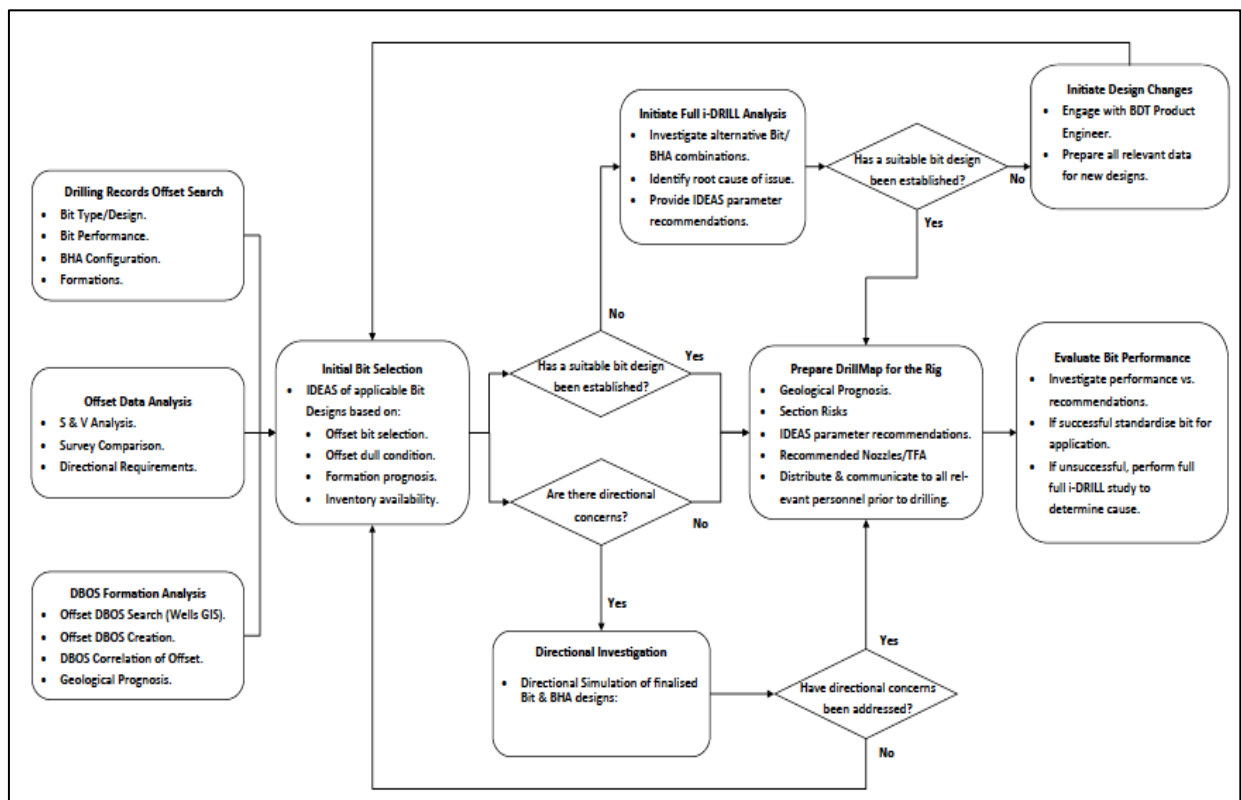 Drilling Records Offset Search
• Bit Type/Design.
• Bit Performance.
• BHA Configuration.
• Formations.
Offset Data Analysis
• S & V Analysis.
• Survey Comparison.
• Directional Requirements.
DBOS Formation Analysis
• Offset DBOS Search (Wells GIS).
• Offset DBOS Creation.
• DBOS Correlation of Offset.
• Geological Prognosis.
Initial Bit Selection
• IDEAS of applicable Bit
Designs based on:
• Offset bit selection.
• Offset dull condition.
• Formation prognosis.
• Inventory availability.
Initiate Full i-DRILL Analysis
• Investigate alternative Bit/
BHA combinations.
• Identify root cause of issue.
• Provide IDEAS parameter
recommendations.
No
Has a suitable bit design
been established?
Yes
Are there directional
concerns?
No
Yes
Directional Investigation
• Directional Simulation of finalised
Bit & BHA designs:
Has a suitable bit design
been established?
No
Yes
Initiate Design Changes
• Engage with BDT Product
Engineer.
• Prepare all relevant data
for new designs.
Prepare DrillMap for the Rig
• Geological Prognosis.
• Section Risks
• IDEAS parameter recommendations.
• Recommended Nozzles/TFA
• Distribute & communicate to all rel-
evant personnel prior to drilling.
Yes
Have directional concerns
been addressed?
No
Evaluate Bit Performance
• Investigate performance vs.
recommendations.
• If successful standardise bit for
application.
• If unsuccessful, perform full
full i-DRILL study to
determine cause.